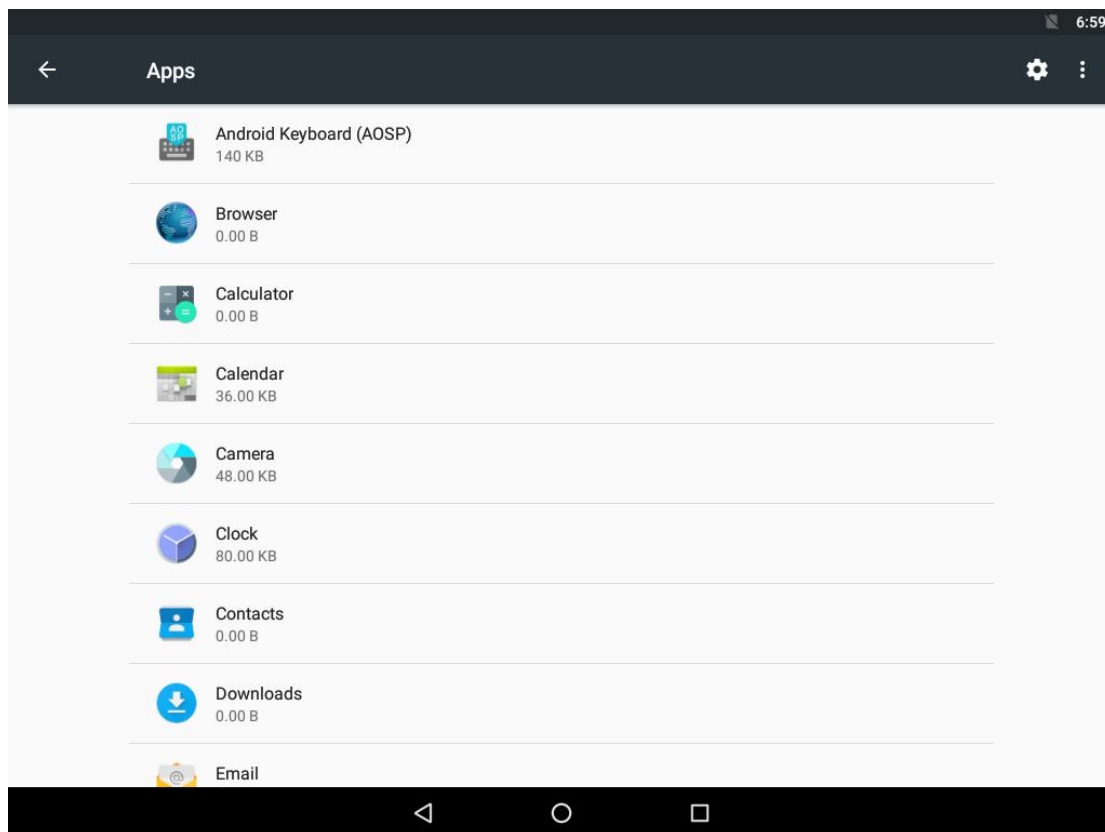 6:59
Apps
Android Keyboard (AOSP)
140 KB
Browser
0.00 B
Calculator
0.00 B
Calendar
36.00 KB
Camera
48.00 KB
Clock
80.00 KB
Contacts
0.00 B
Downloads
0.00 B
Email